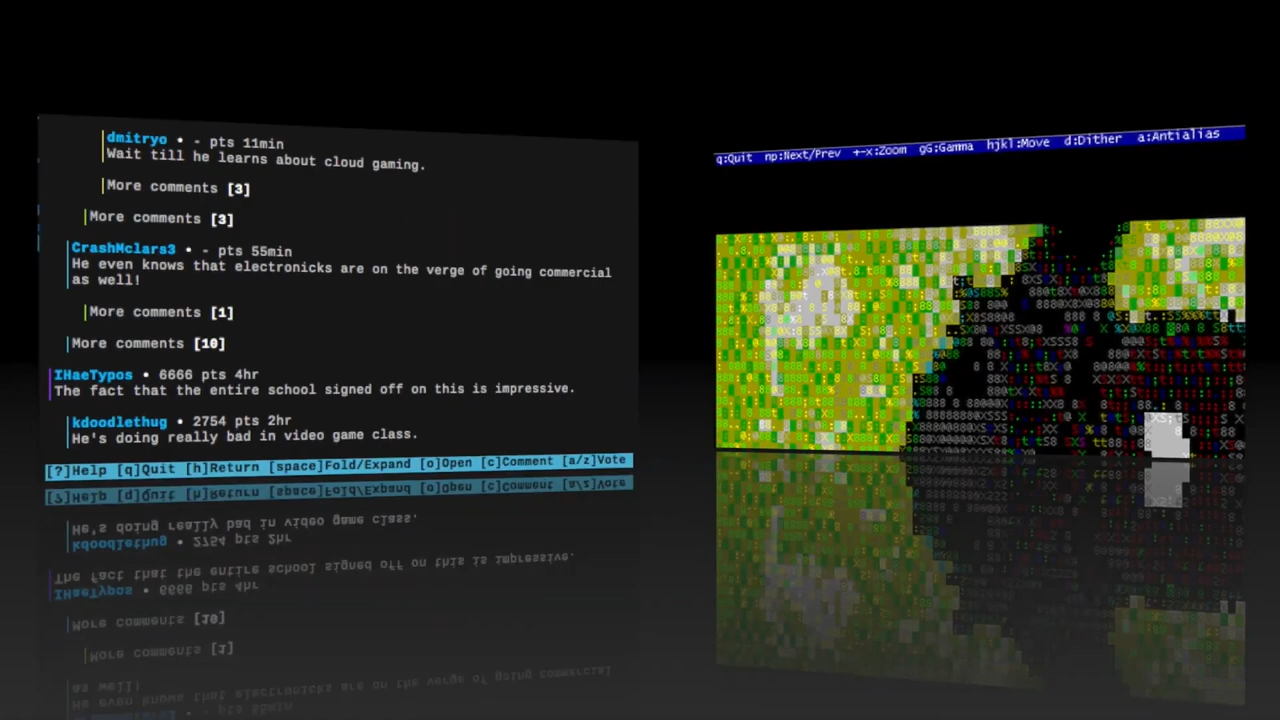 dmitryo • - pts 11min
Wait till he learns about cloud gaming.
More comments [3]
More comments [3]
CrashMclars3 • - pts 55min
He even knows that electronicks are on the verge of going commercial
as well!
More comments [1]
More comments [10]
IHaeTypos • 6666 pts 4hr
The fact that the entire school signed off on this is impressive.
kdoodlethug • 2754 pts 2hr
He's doing really bad in video game class.
[?]Help [q]Quit [h]Return [space]Fold/Expand [o]Open [c]Comment [a/z]Vote
q:Quit np:Next/Prev +-x:Zoom gG:Gamma hjkl:Move d:Dither a:Antialias